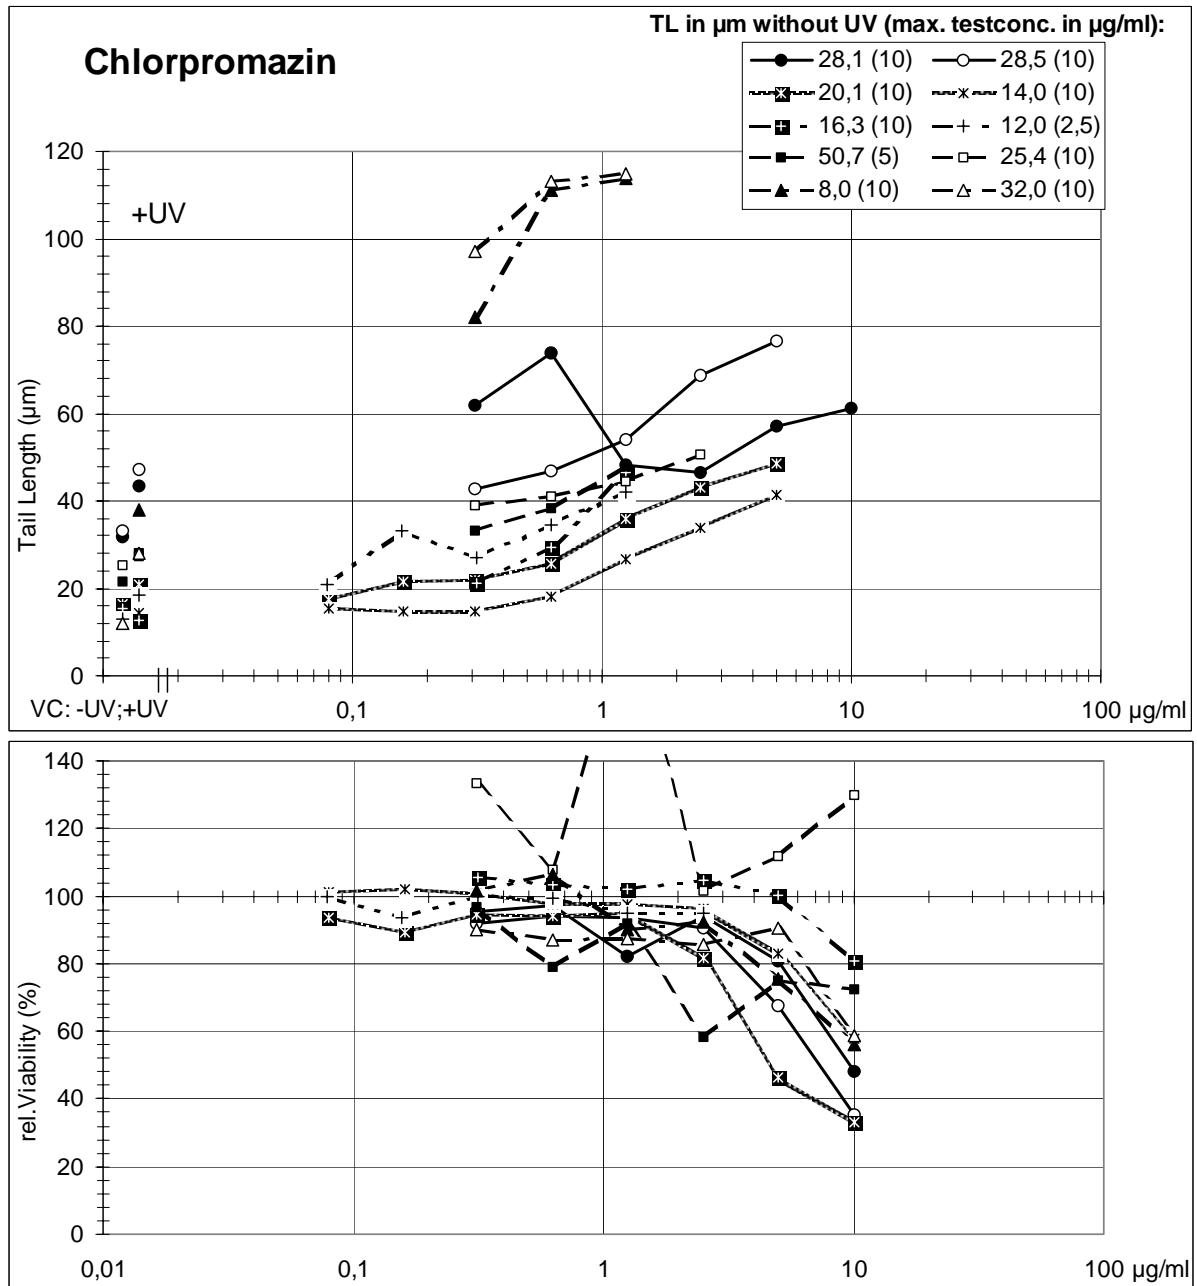 TL in µm without UV (max. testconc. in µg/ml):
Chlorpromazin
28,1 (10) 28,5 (10)
20,1 (10) 14,0 (10)
16,3 (10) 12,0 (2,5)
50,7 (5) 25,4 (10)
8,0 (10) 32,0 (10)
+UV
Tail Length (µm)
120
100
80
60
40
20
0
VC: -UV;+UV 0,1 1 10 100 µg/ml
rel.Viability (%)
140
120
100
80
60
40
20
0
0,01 0,1 1 10 100 µg/ml